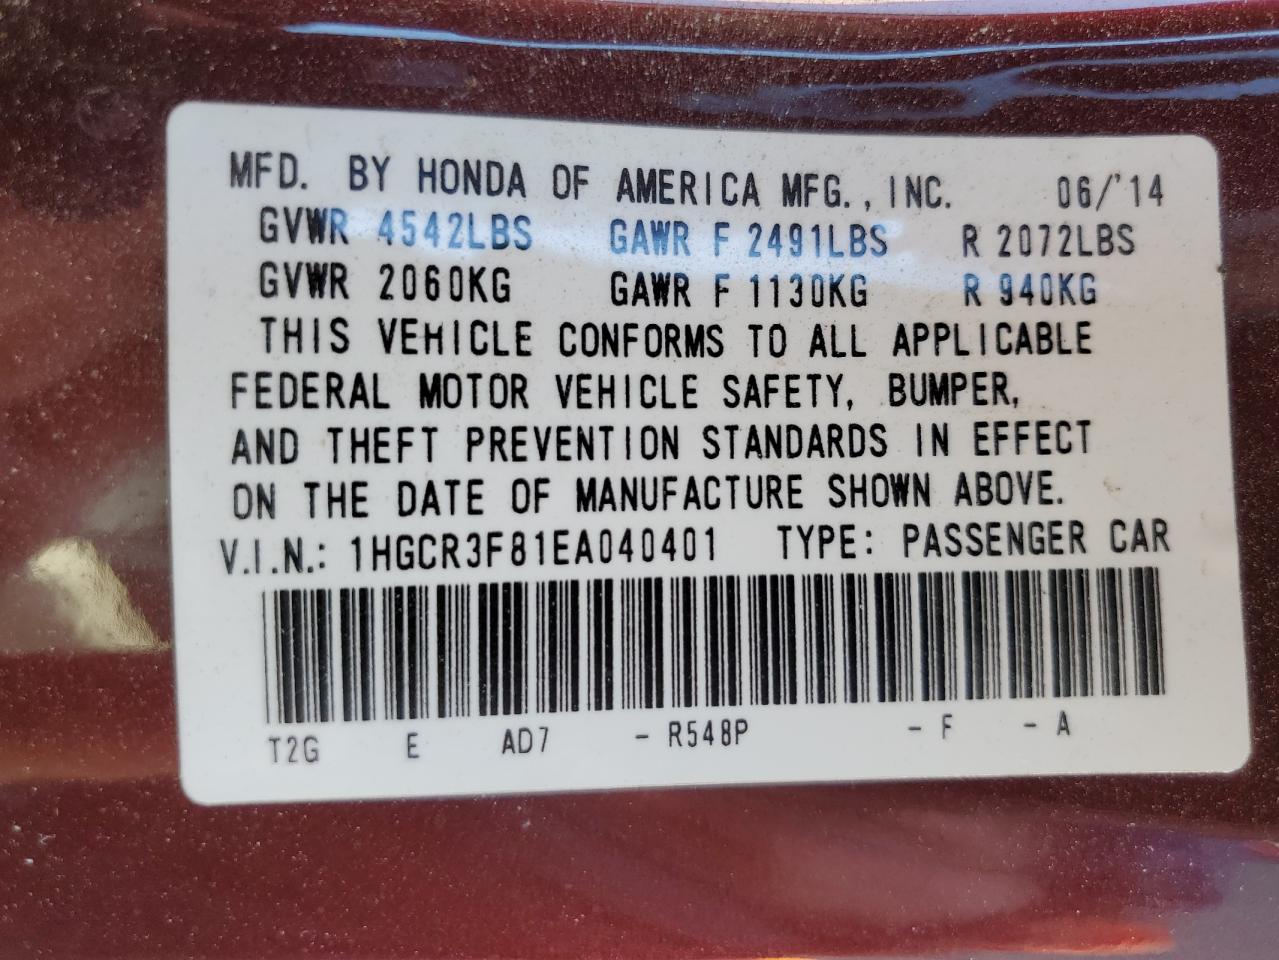 MFD. BY HONDA OF AMERICA MFG., INC. 06/'14
GVWR 4542LBS GAWR F 2491LBS R 2072LBS
GVWR 2060KG GAWR F 1130KG R 940KG
THIS VEHICLE CONFORMS TO ALL APPLICABLE
FEDERAL MOTOR VEHICLE SAFETY, BUMPER,
AND THEFT PREVENTION STANDARDS IN EFFECT
ON THE DATE OF MANUFACTURE SHOWN ABOVE.
V.I.N.: 1HGCR3F81EA040401 TYPE: PASSENGER CAR
T2G E AD7 - R548P - F - A